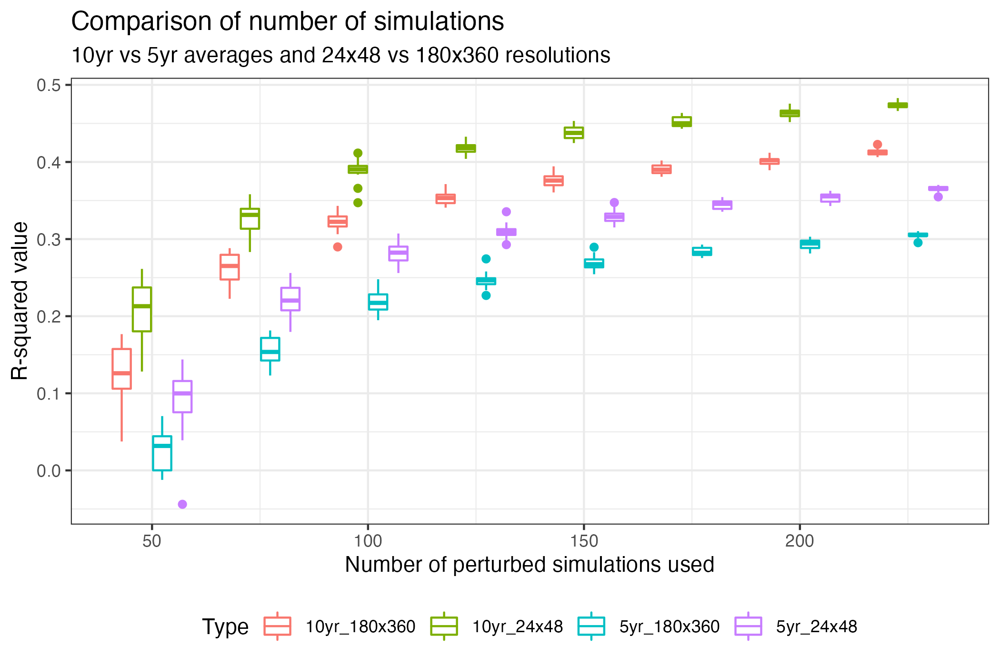 Comparison of number of simulations
10yr vs 5yr averages and 24x48 vs 180x360 resolutions
R-squared value
0.5
0.4
0.3
0.2
0.1
0.0
50 100 150 200
Number of perturbed simulations used
Type 10yr_180x360 10yr_24x48 5yr_180x360 5yr_24x48